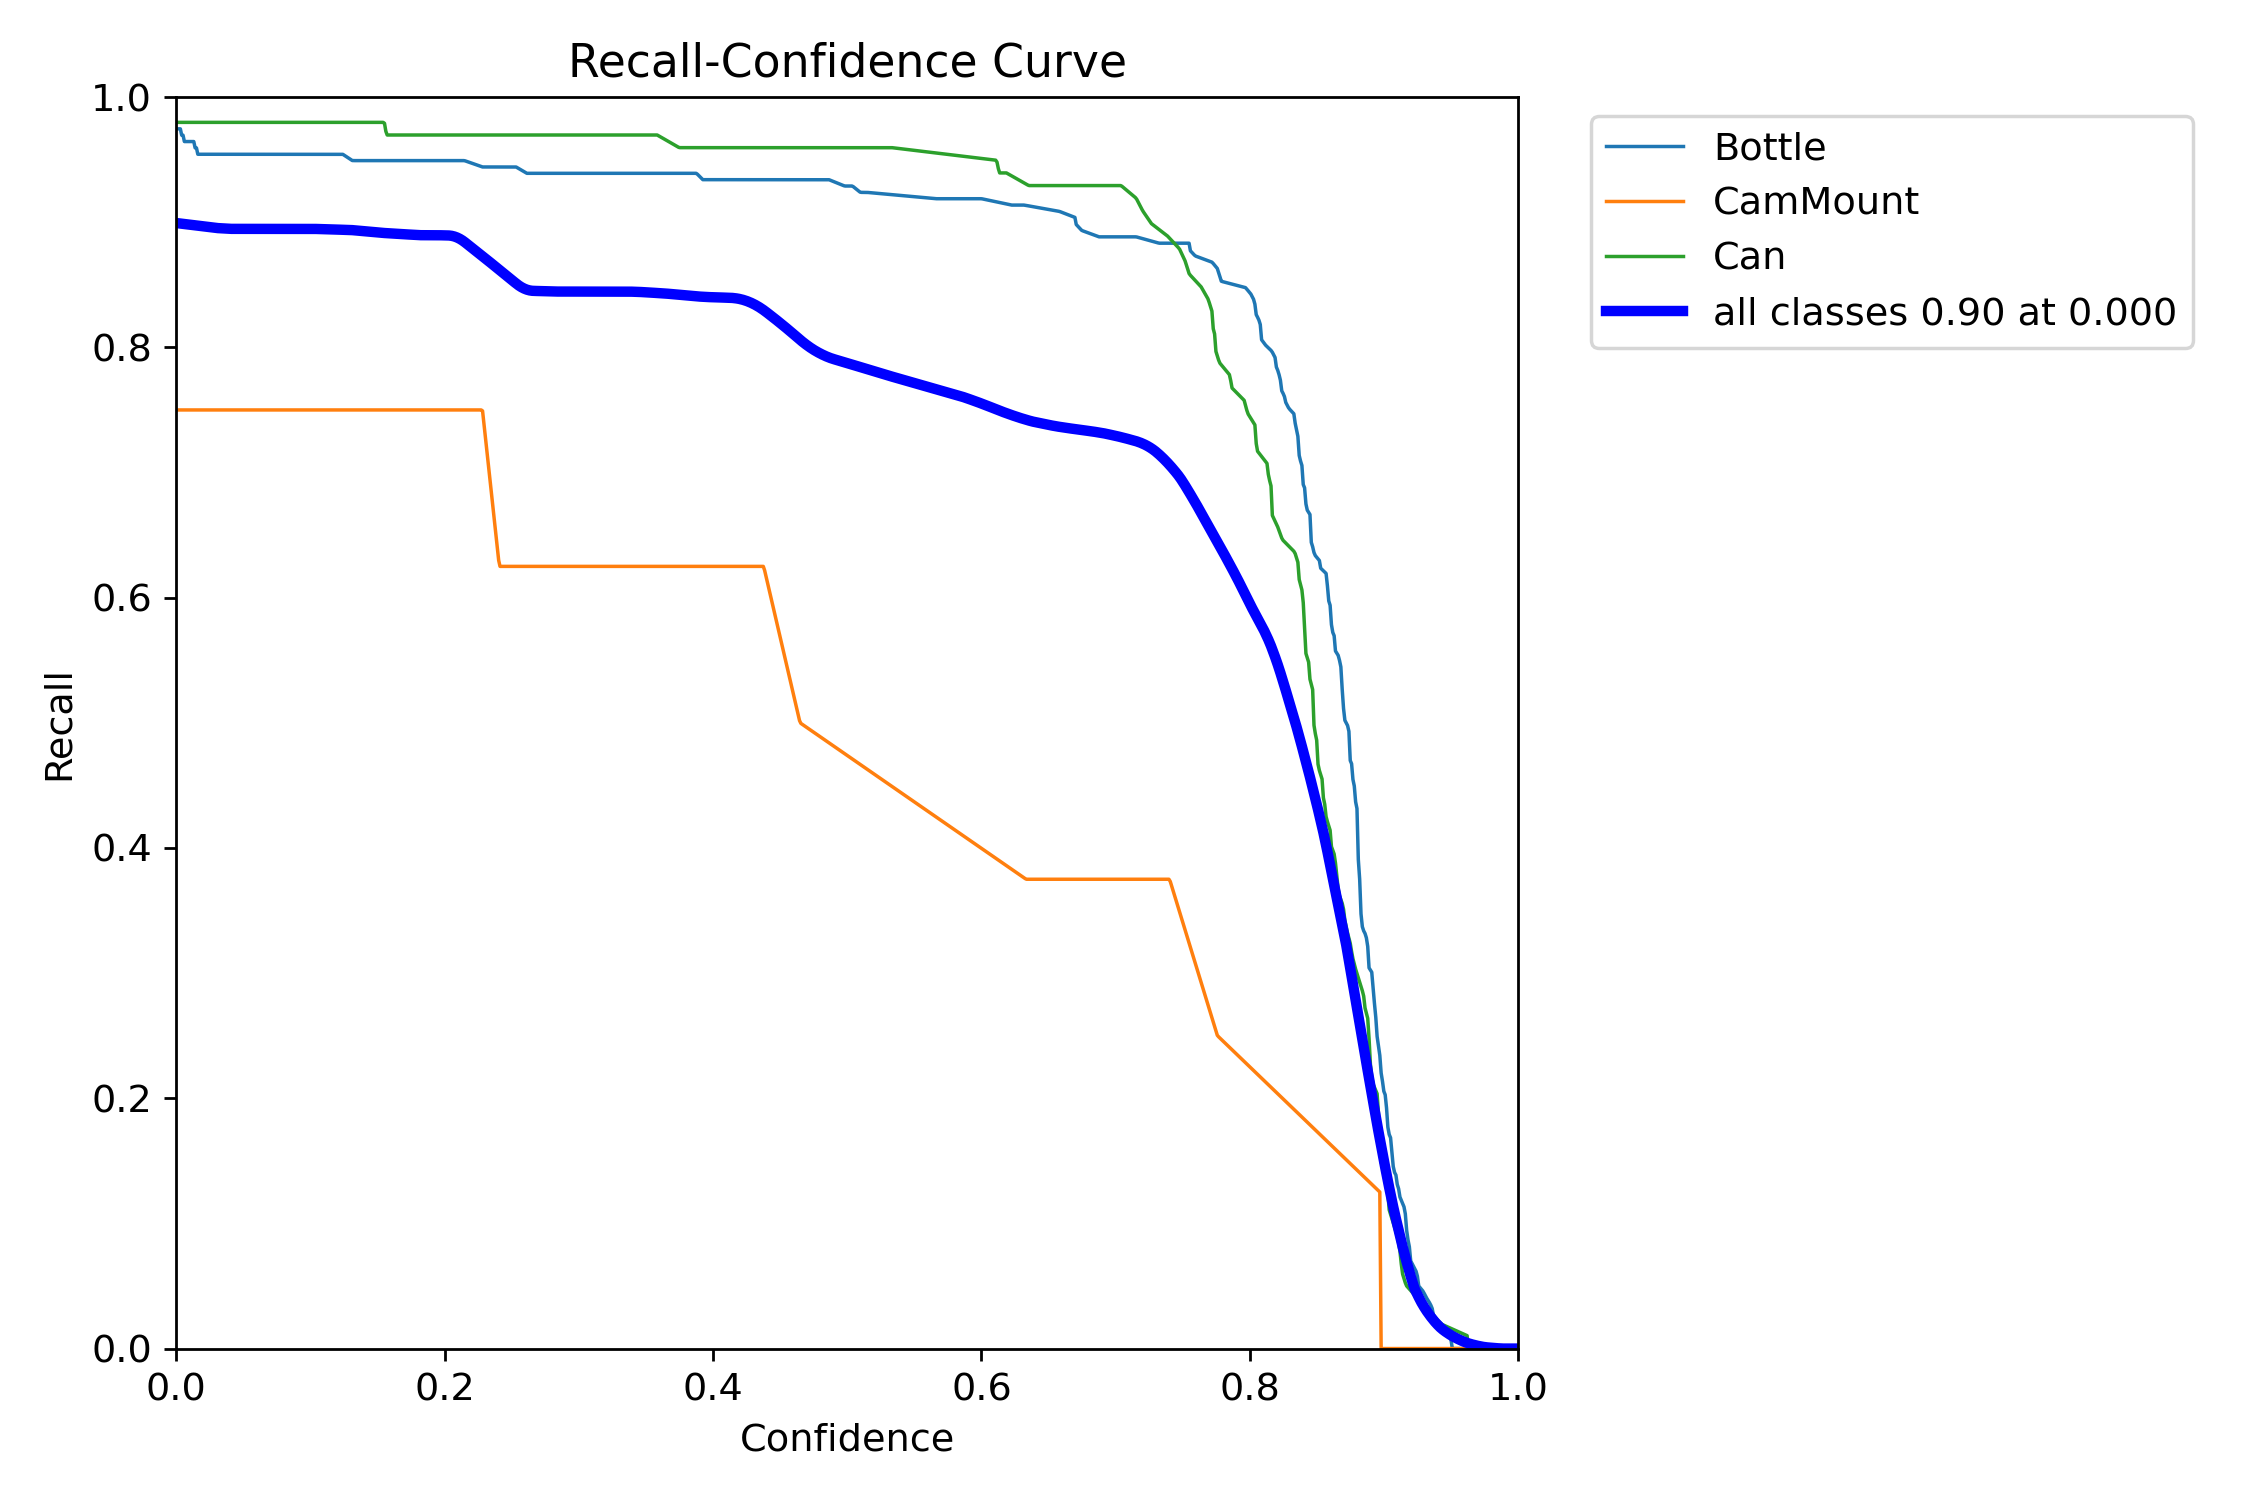 Recall-Confidence Curve
1.0
0.8
0.6
0.4
0.2
0.0
Recall
0.0 0.2 0.4 0.6 0.8 1.0
Confidence
Bottle
CamMount
Can
all classes 0.90 at 0.000